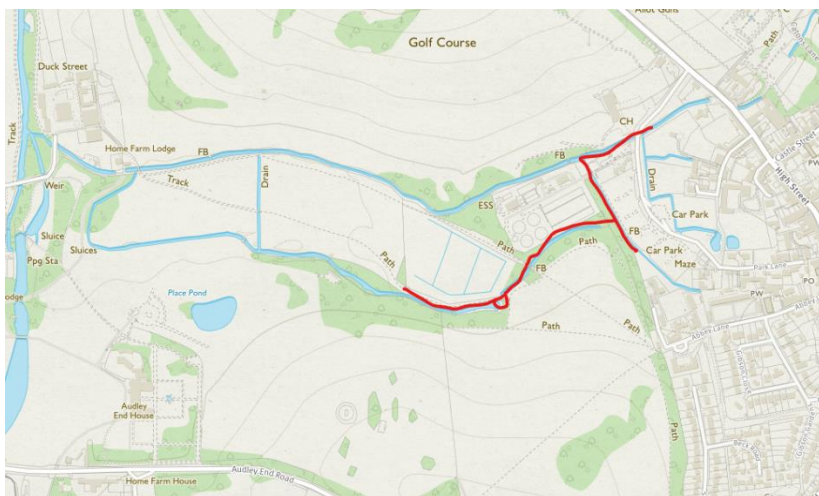 Allot Gdns
Path
Golf Course
Duck Street
Track
CH
Castle Street
PW
High Street
Home Farm Lodge
FB
FB
Drain
Track
Weir
ESS
Drain
Car Park
Sluice
Sluices
Ppg Sta
Path
Path
Path
FB
FB
Car Park
Maze
Park Lane
PW
PO
Place Pond
Path
Path
Abbey Lane
Audley
End House
Path
Beck Road
Audley End Road
Home Farm House